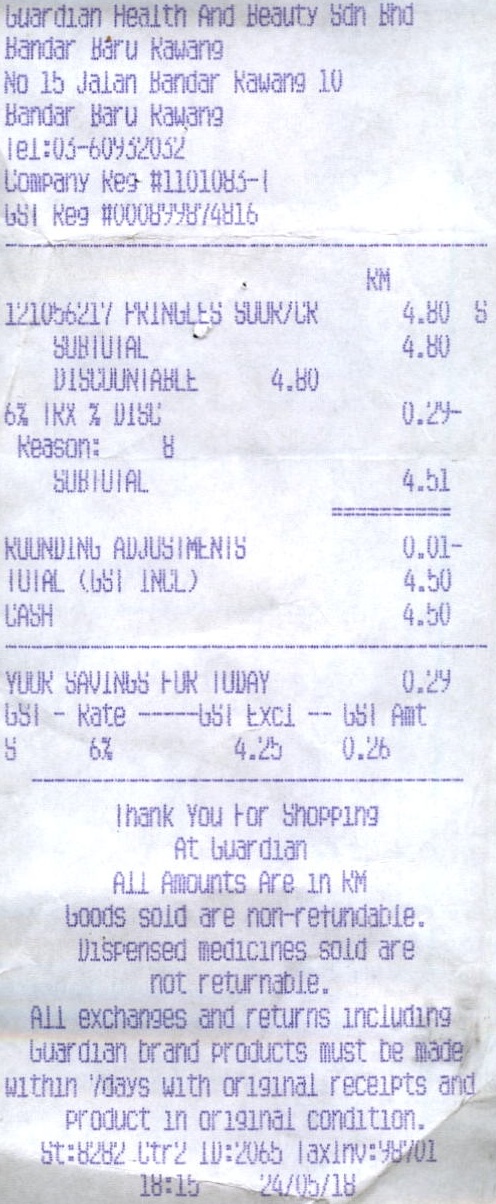 Guardian Health And Beauty Sdn Bhd
Bandar Baru Rawang
No 15 Jalan Bandar Rawang 10
Bandar Baru Rawang
Tel:03-60932032
Company Reg #1101083-T
GST Reg #000899874816
RM
121056217 PRINGLES SOUR/CR 4.80 S
SUBTOTAL 4.80
DISCOUNTABLE 4.80
6% TRX % DISC 0.29-
Reason: 8
SUBTOTAL 4.51
ROUNDING ADJUSTMENTS 0.01-
TOTAL (GST INCL) 4.50
CASH 4.50
YOUR SAVINGS FOR TODAY 0.29
GST - Rate -----GST Excl -- GST Amt
S 6% 4.25 0.26
Thank You For Shopping
At Guardian
All Amounts Are in RM
Goods sold are non-refundable.
Dispensed medicines sold are
not returnable.
All exchanges and returns including
Guardian brand products must be made
within 7days with original receipts and
product in original condition.
St:8282 Ctr2 ID:2065 TaxInv:98701
18:15 24/05/18